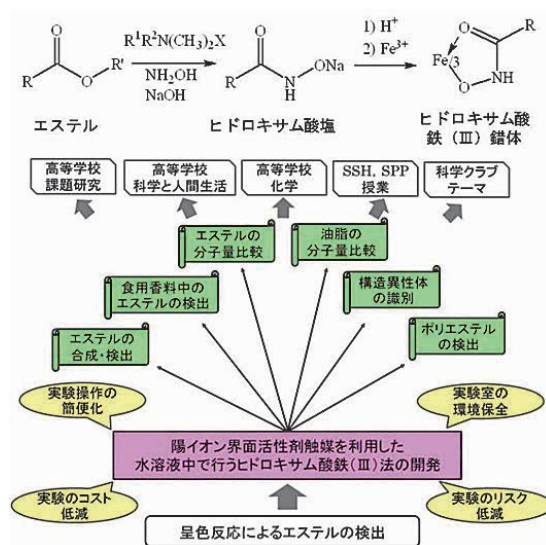 R¹R²N(CH₃)₂X
NH₂OH
NaOH
1) H⁺
2) Fe³⁺
O
R
O
R'
O
R
N
H
ONa
R
O
Fe/3
O
NH
エステル
ヒドロキサム酸塩
ヒドロキサム酸
鉄（Ⅲ）錯体
高等学校
課題研究
高等学校
科学と人間生活
高等学校
化学
SSH, SPP
授業
科学クラブ
テーマ
エステルの
分子量比較
油脂の
分子量比較
食用香料中の
エステルの検出
構造異性体
の識別
エステルの
合成・検出
ポリエステル
の検出
実験操作の
簡便化
実験室の
環境保全
陽イオン界面活性剤触媒を利用した
水溶液中で行うヒドロキサム酸鉄（Ⅲ）法の開発
実験のコスト
低減
実験のリスク
低減
呈色反応によるエステルの検出